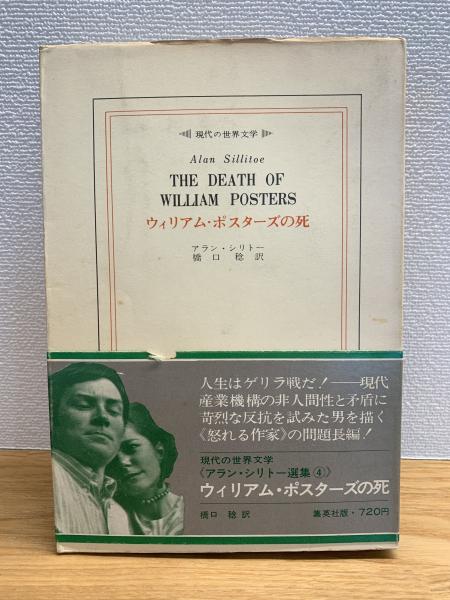 現代の世界文学
Alan Sillitoe
THE DEATH OF
WILLIAM POSTERS
ウィリアム・ポスターズの死
アラン・シリトー
橋口 稔 訳
人生はゲリラ戦だ!——現代
産業機構の非人間性と矛盾に
苛烈な反抗を試みた男を描く
《怒れる作家》の問題長編!
現代の世界文学
《アラン・シリトー選集④》
ウィリアム・ポスターズの死
橋口 稔 訳 集英社版・720円